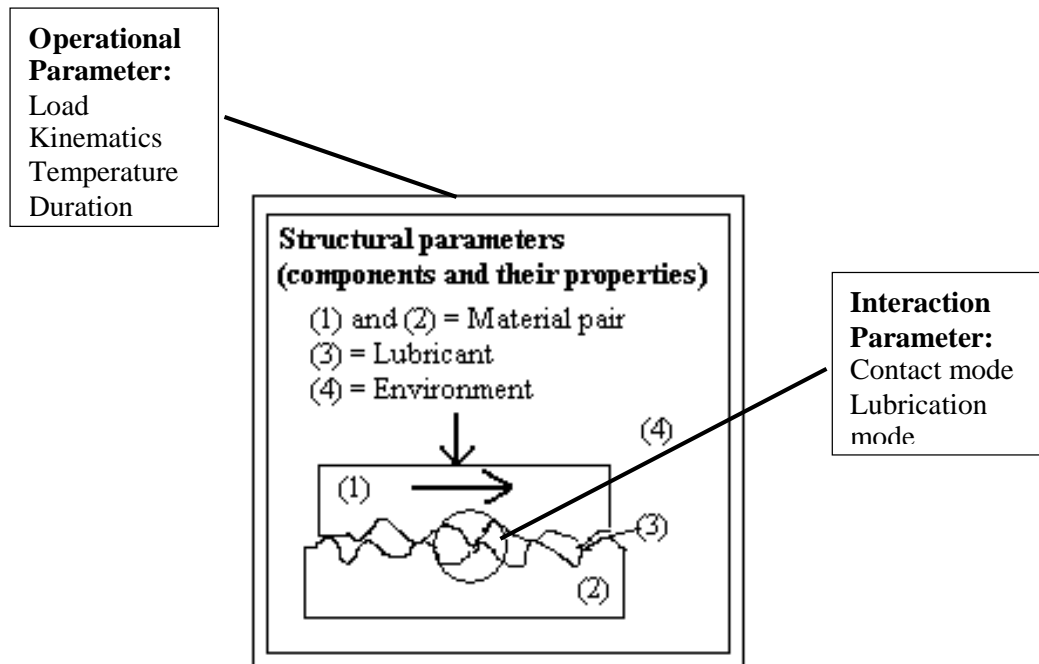 Operational
Parameter:
Load
Kinematics
Temperature
Duration
Structural parameters
(components and their properties)
(1) and (2) = Material pair
(3) = Lubricant
(4) = Environment
(4)
(1)
(3)
(2)
Interaction
Parameter:
Contact mode
Lubrication
mode